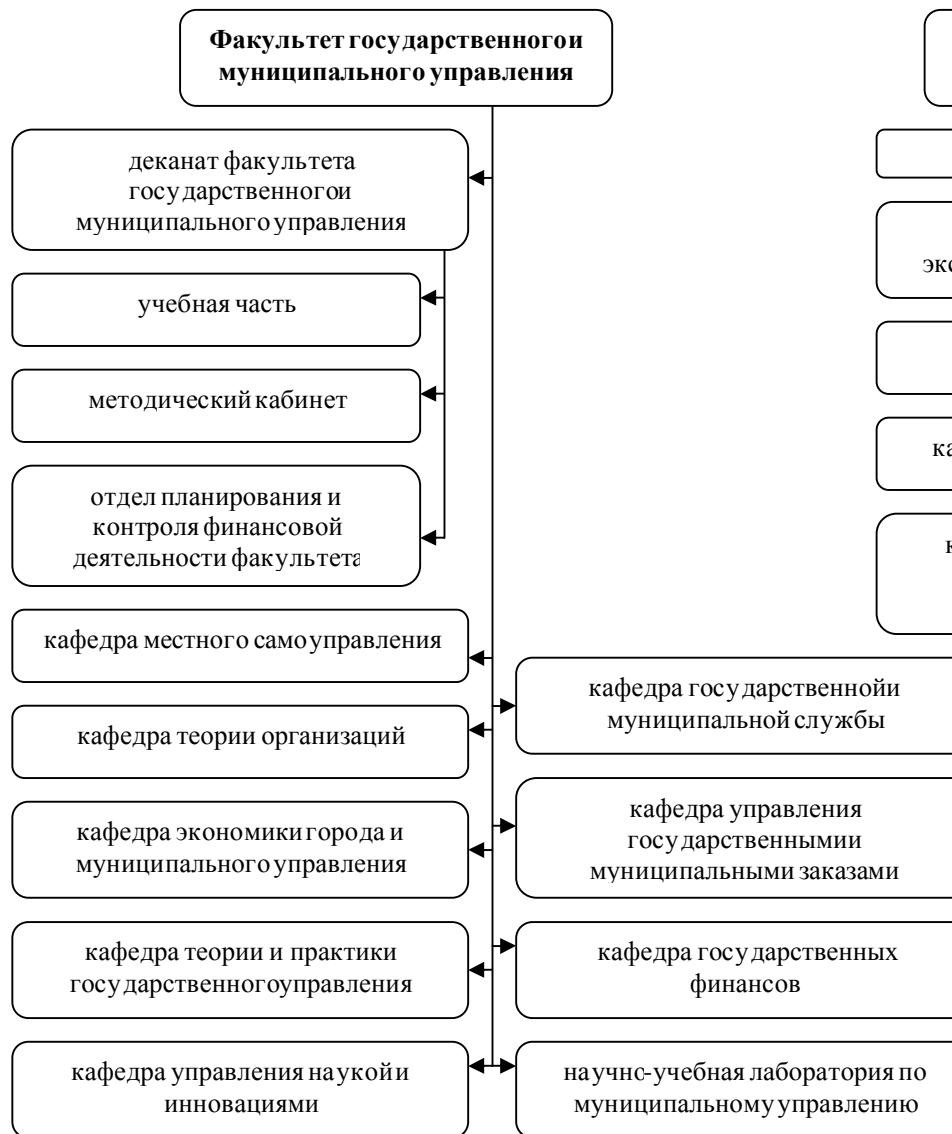 Факультет государственного и
муниципального управления
деканат факультета
государственного и
муниципального управления
учебная часть
методический кабинет
отдел планирования и
контроля финансовой
деятельности факультета
кафедра местного самоуправления
кафедра теории организаций
кафедра экономики города и
муниципального управления
кафедра теории и практики
государственного управления
кафедра управления наукой и
инновациями
кафедра государственной и
муниципальной службы
кафедра управления
государственными и
муниципальными заказами
кафедра государственных
финансов
научно-учебная лаборатория по
муниципальному управлению